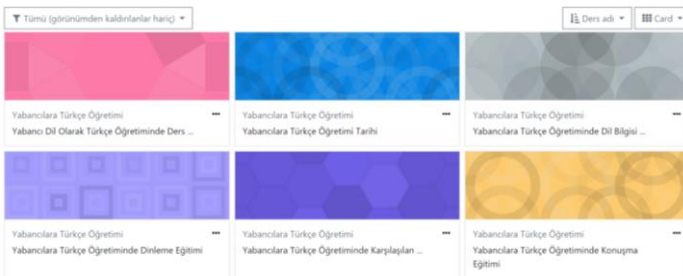 Tümü (görünümden kaldırılanlar hariç)
Ders adı
Card
Yabancılara Türkçe Öğretimi
Yabancı Dil Olarak Türkçe Öğretiminde Ders ...
Yabancılara Türkçe Öğretimi
Yabancılara Türkçe Öğretimi Tarihi
Yabancılara Türkçe Öğretimi
Yabancılara Türkçe Öğretiminde Dil Bilgisi ...
Yabancılara Türkçe Öğretimi
Yabancılara Türkçe Öğretiminde Dinleme Eğitimi
Yabancılara Türkçe Öğretimi
Yabancılara Türkçe Öğretiminde Karşılaşılan ...
Yabancılara Türkçe Öğretimi
Yabancılara Türkçe Öğretiminde Konuşma
Eğitimi